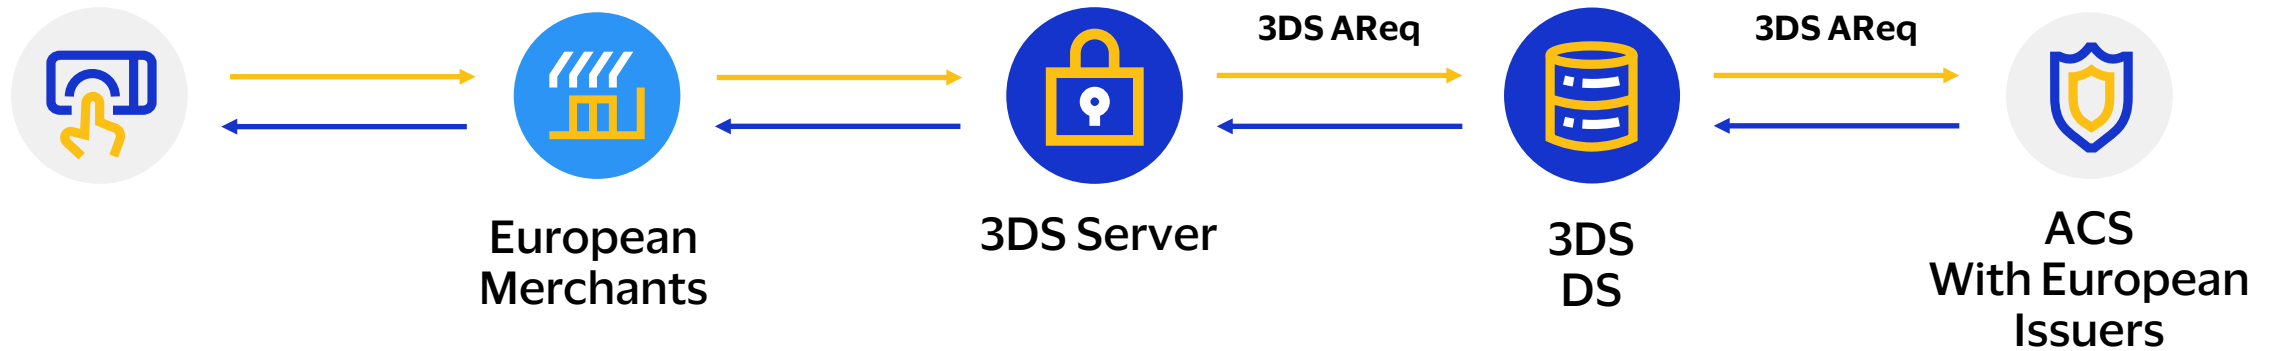 3DS AReq
3DS AReq
European
Merchants
3DS Server
3DS
DS
ACS
With European
Issuers